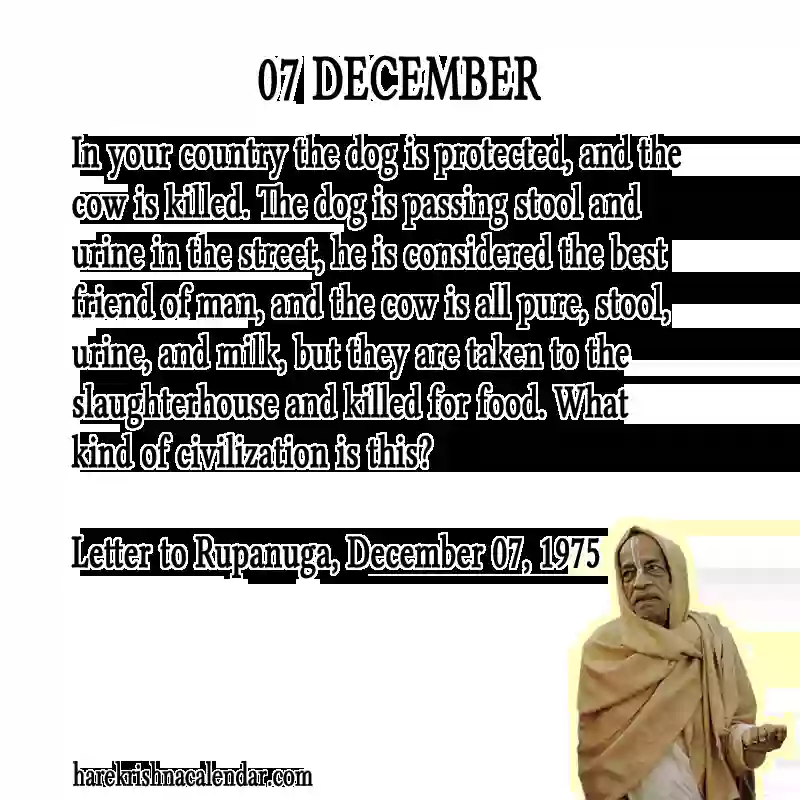 07 DECEMBER
In your country the dog is protected, and the
cow is killed. The dog is passing stool and
urine in the street, he is considered the best
friend of man, and the cow is all pure, stool,
urine, and milk, but they are taken to the
slaughterhouse and killed for food. What
kind of civilization is this?
Letter to Rupanuga, December 07, 1975
harekrishnacalendar.com